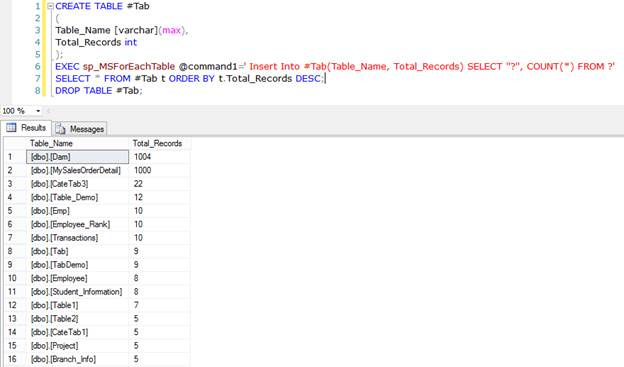 1 CREATE TABLE #Tab
2 (
3 Table_Name [varchar](max),
4 Total_Records int
5 );
6 EXEC sp_MSForEachTable @command1=' Insert Into #Tab(Table_Name, Total_Records) SELECT "?", COUNT(*) FROM ?'
7 SELECT * FROM #Tab t ORDER BY t.Total_Records DESC;
8 DROP TABLE #Tab;
100 %
Results Messages
Table_Name Total_Records
1 [dbo].[Dam] 1004
2 [dbo].[MySalesOrderDetail] 1000
3 [dbo].[CateTab3] 22
4 [dbo].[Table_Demo] 12
5 [dbo].[Emp] 10
6 [dbo].[Employee_Rank] 10
7 [dbo].[Transactions] 10
8 [dbo].[Tab] 9
9 [dbo].[TabDemo] 9
10 [dbo].[Employee] 8
11 [dbo].[Student_Information] 8
12 [dbo].[Table1] 7
13 [dbo].[Table2] 5
14 [dbo].[CateTab1] 5
15 [dbo].[Project] 5
16 [dbo].[Branch_Info] 5